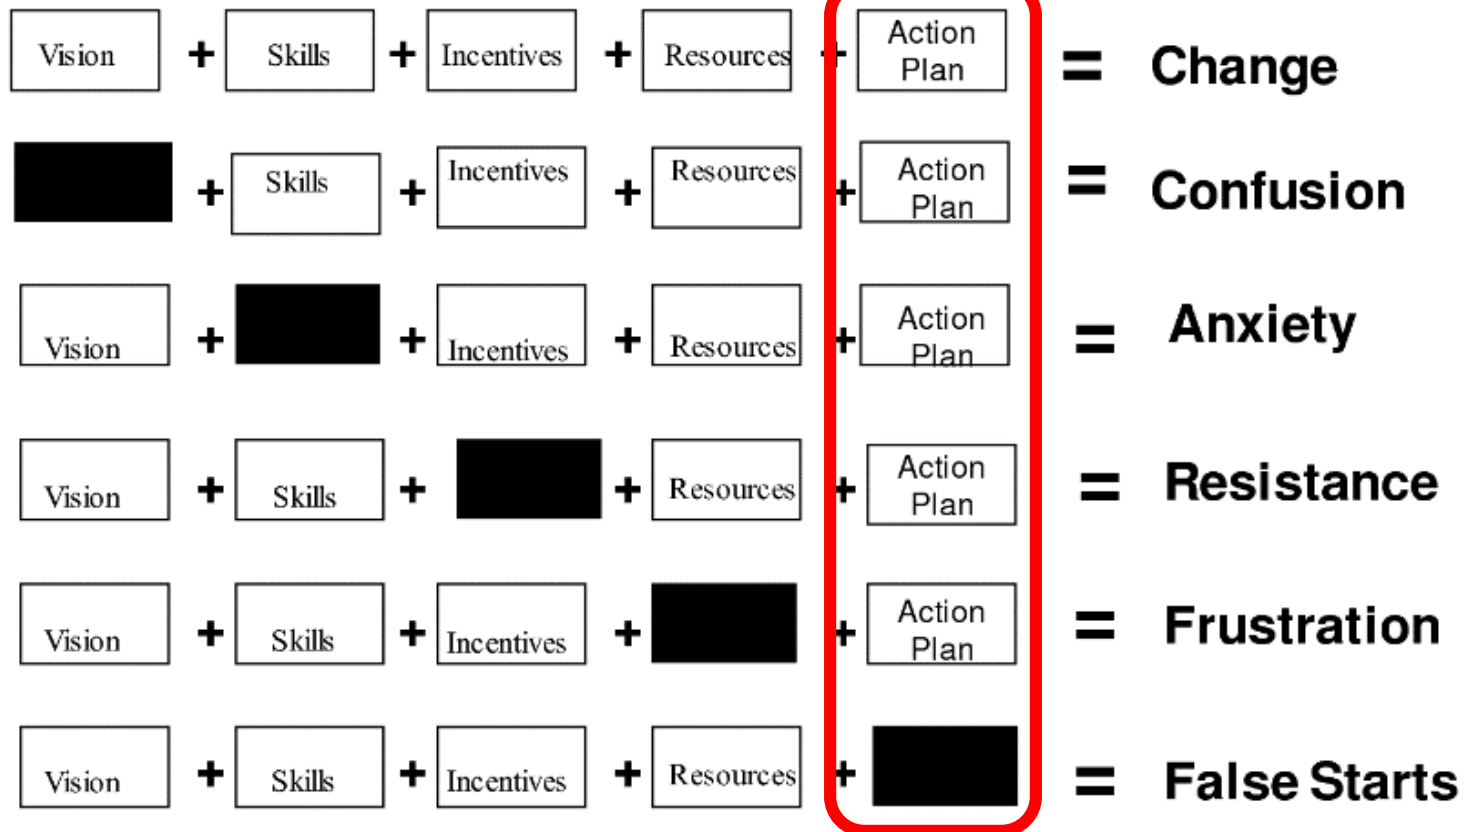 Vision + Skills + Incentives + Resources + Action Plan = Change
+ Skills + Incentives + Resources + Action Plan = Confusion
Vision + + Incentives + Resources + Action Plan = Anxiety
Vision + Skills + + Resources + Action Plan = Resistance
Vision + Skills + Incentives + + Action Plan = Frustration
Vision + Skills + Incentives + Resources + = False Starts